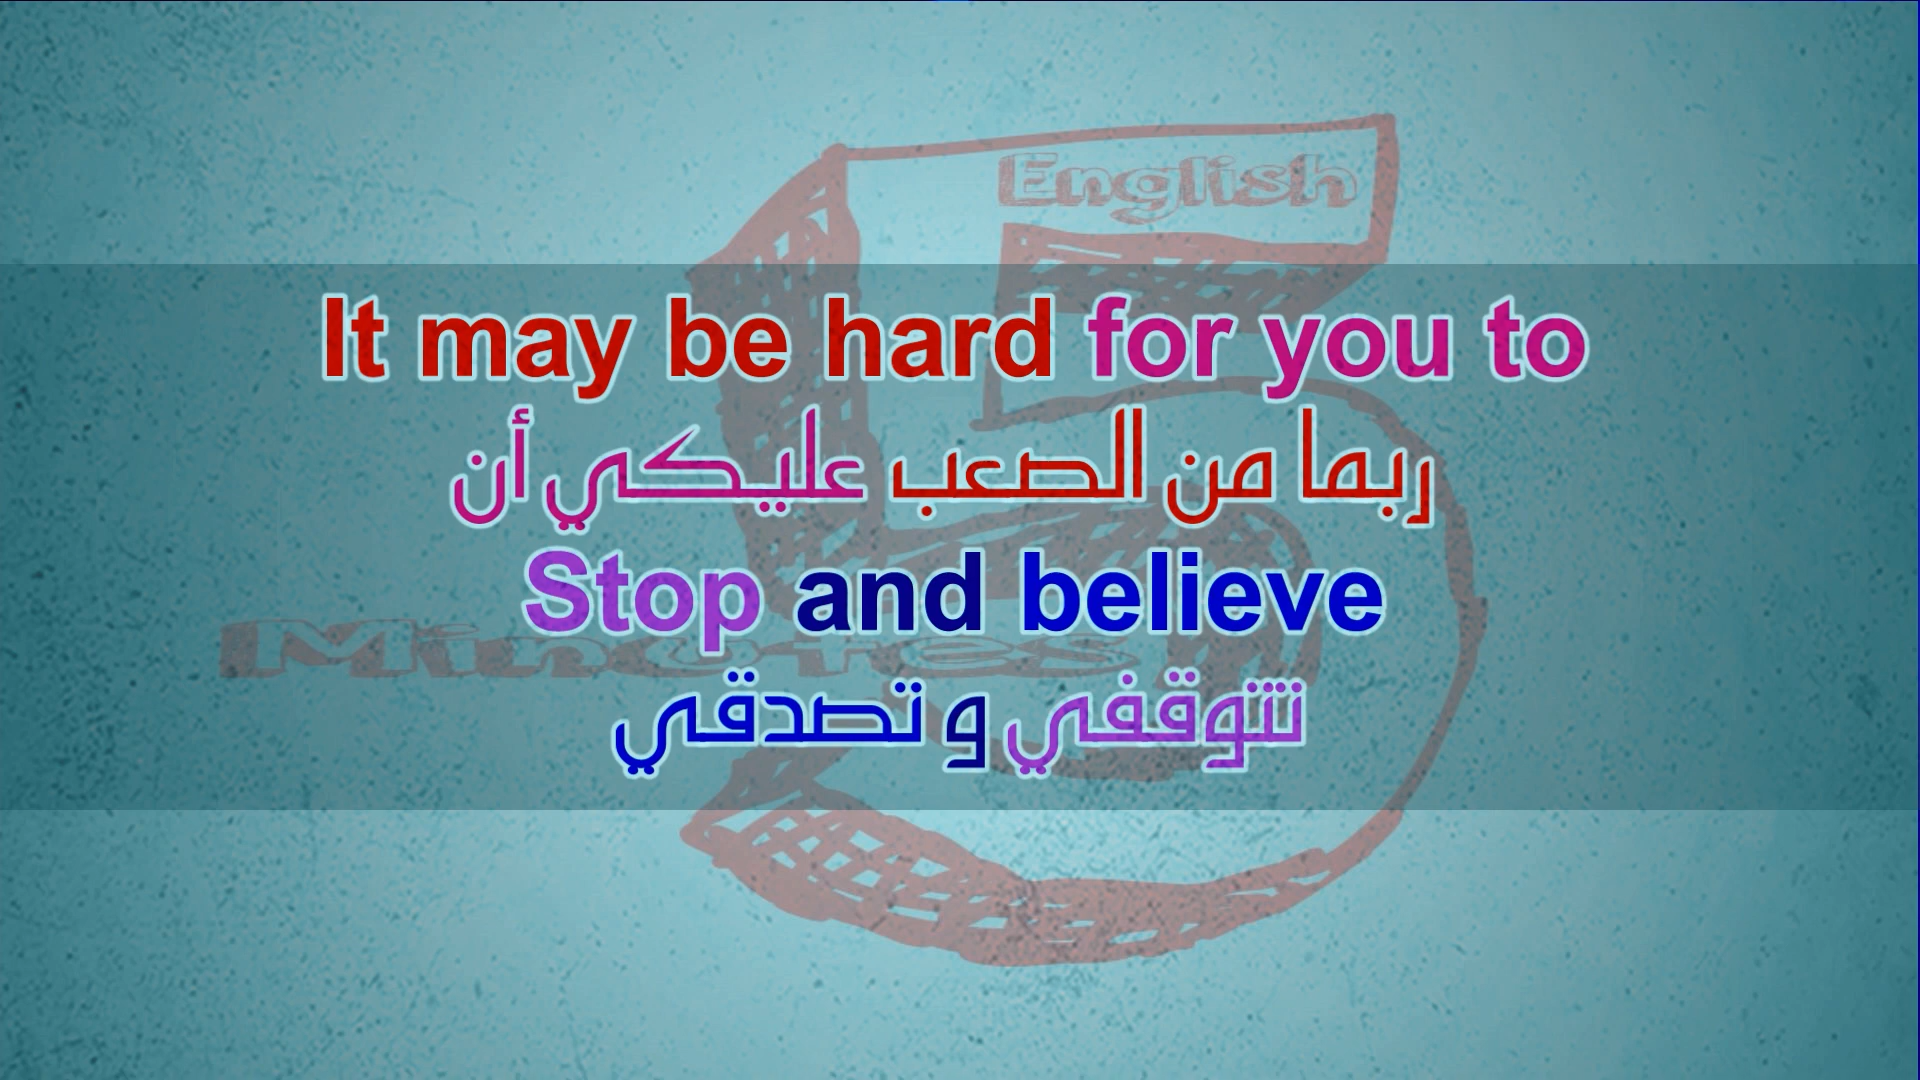 English
It may be hard for you to
ربما من الصعب عليكي أن
Stop and believe
Minutes
تتوقفي و تصدقي